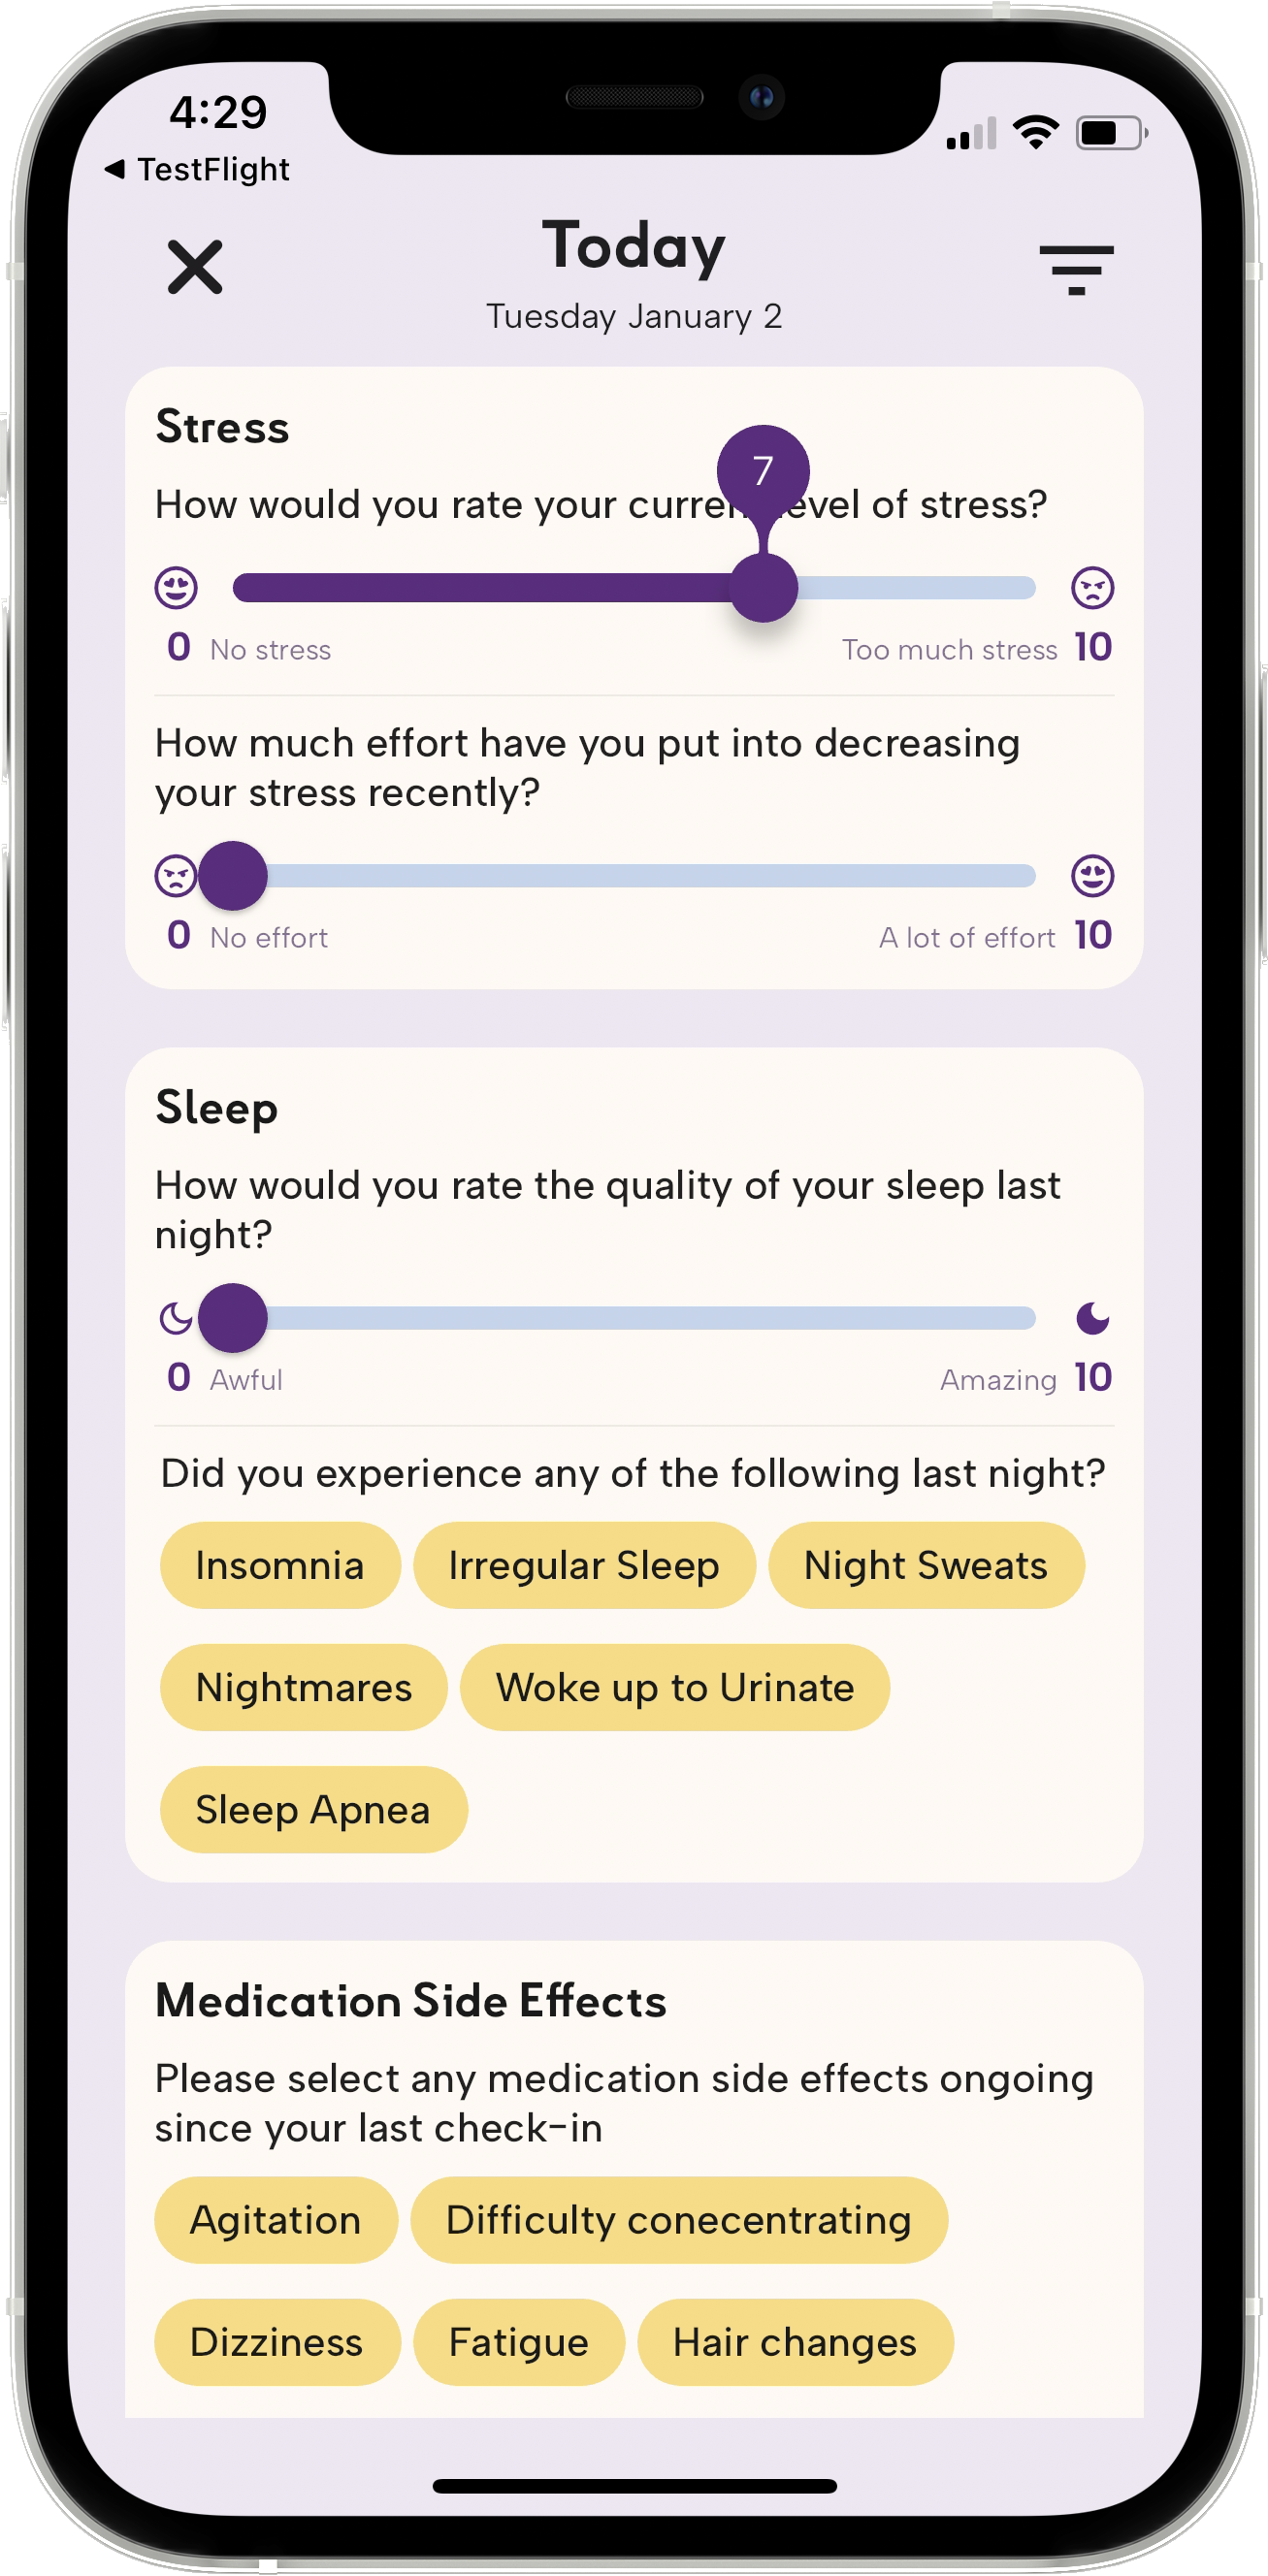 4:29
◀ TestFlight
Today
Tuesday January 2
Stress
7
How would you rate your current level of stress?
0 No stress Too much stress 10
How much effort have you put into decreasing
your stress recently?
0 No effort A lot of effort 10
Sleep
How would you rate the quality of your sleep last
night?
0 Awful Amazing 10
Did you experience any of the following last night?
Insomnia Irregular Sleep Night Sweats
Nightmares Woke up to Urinate
Sleep Apnea
Medication Side Effects
Please select any medication side effects ongoing
since your last check-in
Agitation Difficulty conecentrating
Dizziness Fatigue Hair changes